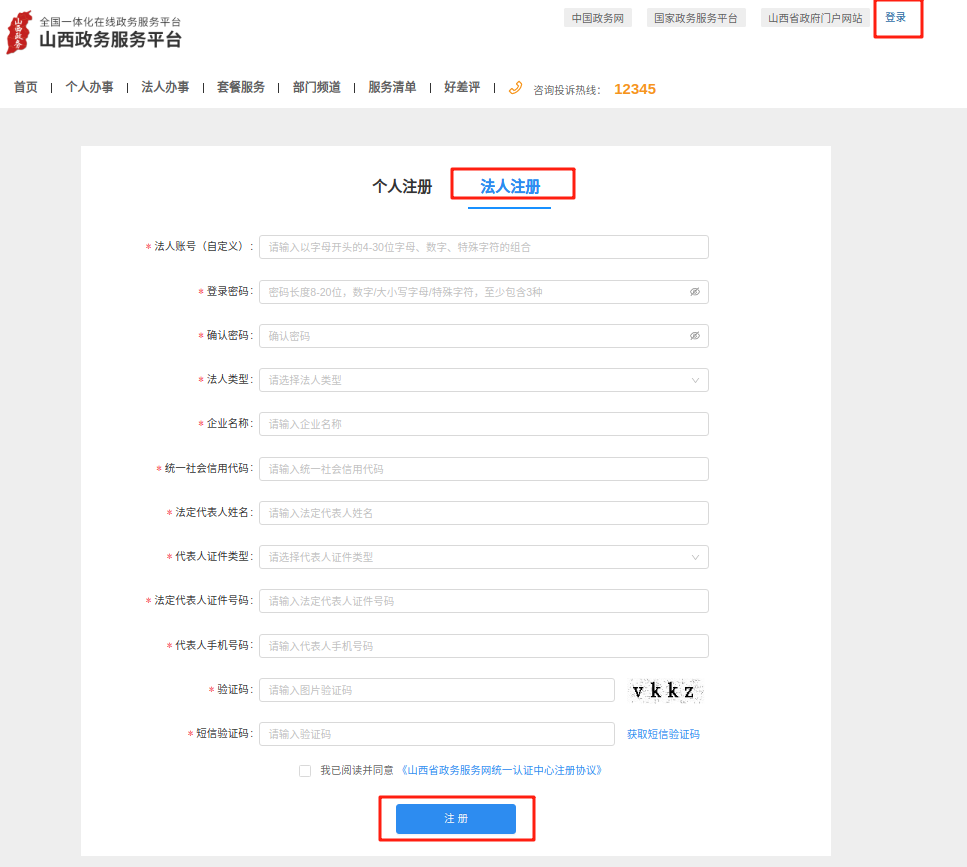 山西政务
全国一体化在线政务服务平台
山西政务服务平台
中国政务网 国家政务服务平台 山西省政府门户网站 登录
首页 | 个人办事 | 法人办事 | 套餐服务 | 部门频道 | 服务清单 | 好差评 | 咨询投诉热线： 12345
个人注册 法人注册
* 法人账号（自定义）： 请输入以字母开头的4-30位字母、数字、特殊字符的组合
* 登录密码： 密码长度8-20位，数字/大小写字母/特殊字符，至少包含3种
* 确认密码： 确认密码
* 法人类型： 请选择法人类型
* 企业名称： 请输入企业名称
* 统一社会信用代码： 请输入统一社会信用代码
* 法定代表人姓名： 请输入法定代表人姓名
* 代表人证件类型： 请选择代表人证件类型
* 法定代表人证件号码： 请输入法定代表人证件号码
* 代表人手机号码： 请输入代表人手机号码
* 验证码： 请输入图片验证码 vkkz
* 短信验证码： 请输入验证码 获取短信验证码
我已阅读并同意 《山西省政务服务网统一认证中心注册协议》
注 册